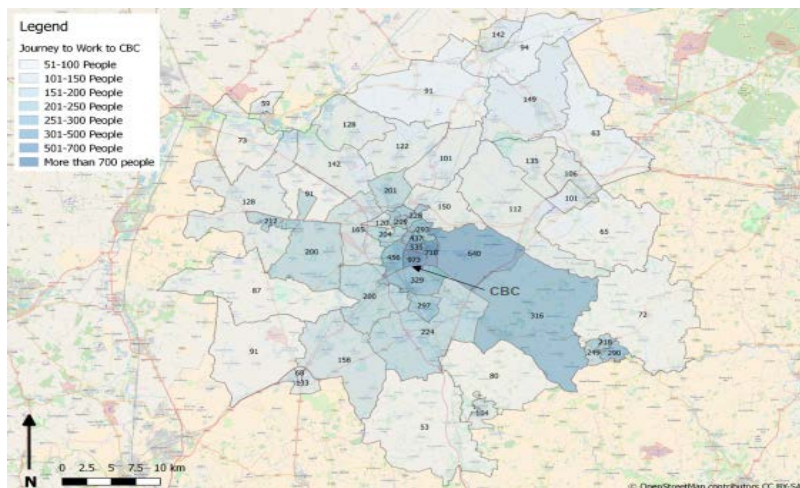 Legend
Journey to Work to CBC
51-100 People
101-150 People
151-200 People
201-250 People
251-300 People
301-500 People
501-700 People
More than 700 people
142
94
91
149
59
128
63
73
122
142
101
135
106
201
91
128
101
150
112
228
120
212
165
204
65
200
535
710
640
973
329
CBC
87
297
316
72
224
91
158
80
53
N
0 2.5 5 7.5 10 km
© OpenStreetMap contributors CC BY-SA